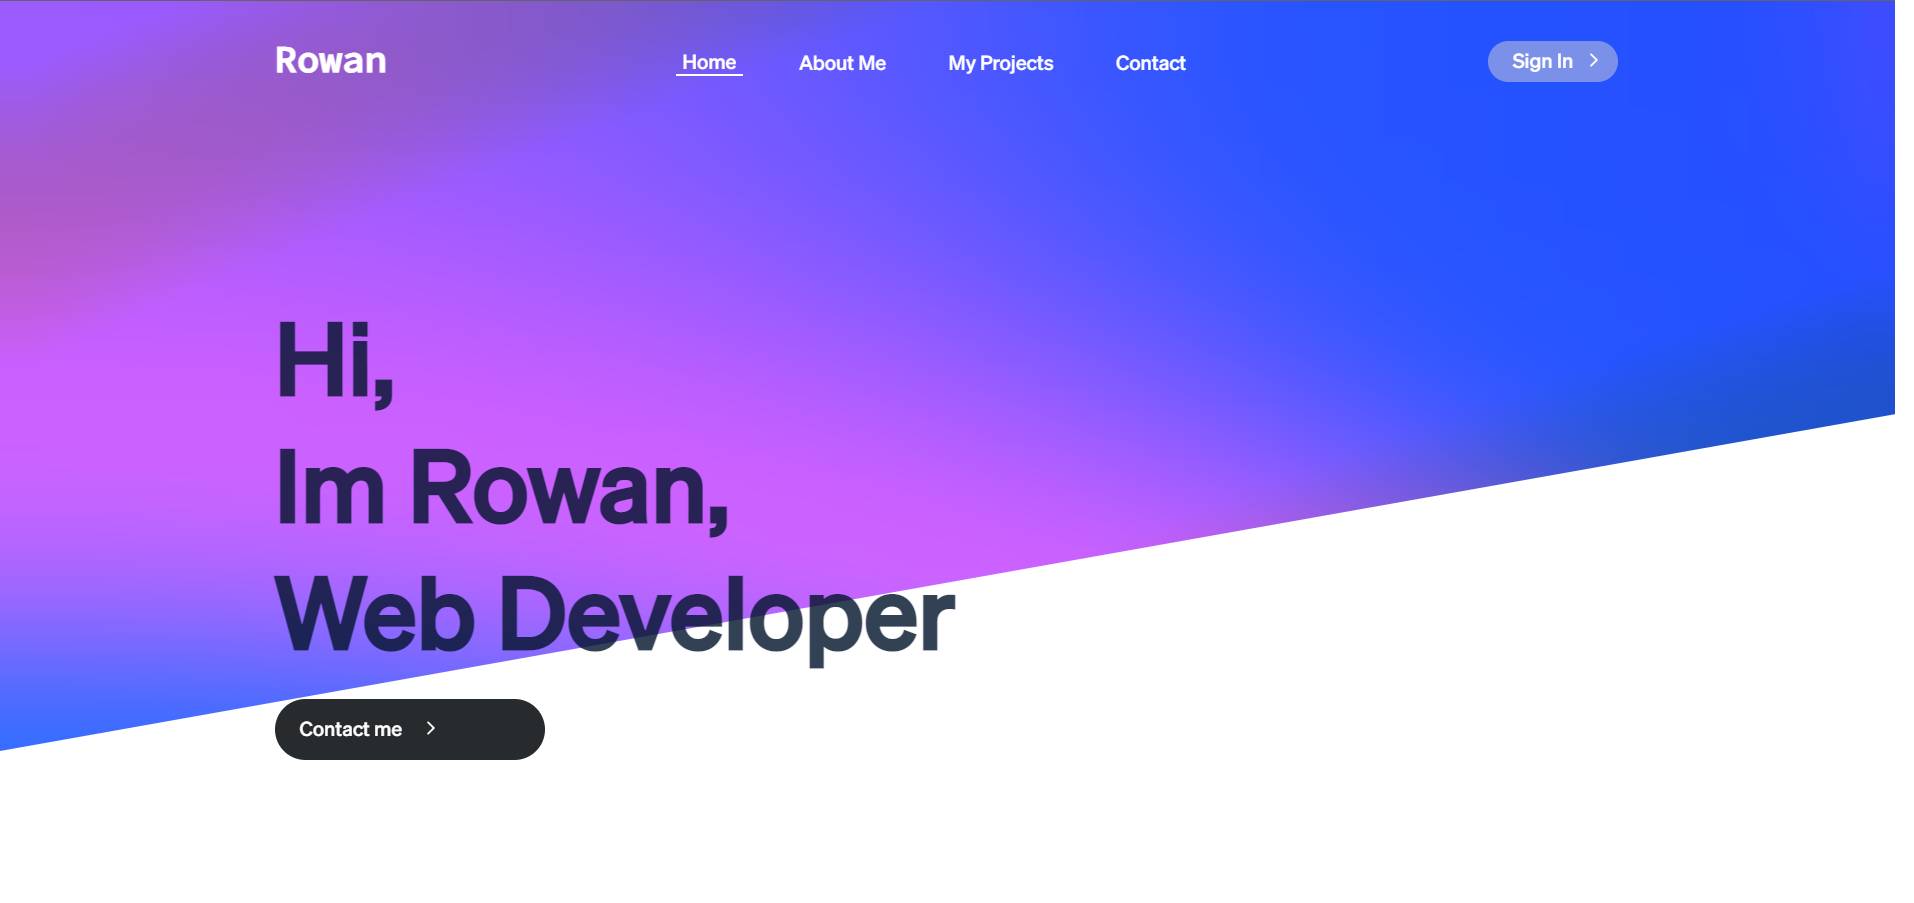 Rowan
Home About Me My Projects Contact
Sign In
Hi,
Im Rowan,
Web Developer
Contact me